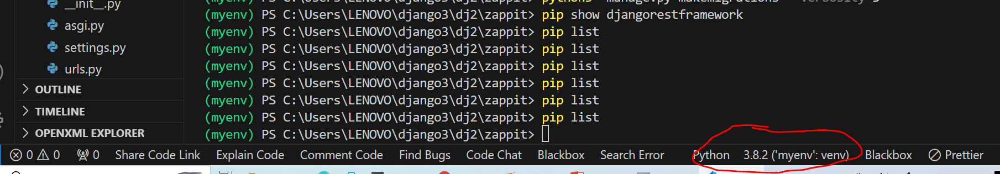 __init__.py
asgi.py
settings.py
urls.py
OUTLINE
TIMELINE
OPENXML EXPLORER
(myenv) PS C:\Users\LENOVO\django3\dj2\zappit> pip show djangorestframework
(myenv) PS C:\Users\LENOVO\django3\dj2\zappit> pip list
(myenv) PS C:\Users\LENOVO\django3\dj2\zappit> pip list
(myenv) PS C:\Users\LENOVO\django3\dj2\zappit> pip list
(myenv) PS C:\Users\LENOVO\django3\dj2\zappit> pip list
(myenv) PS C:\Users\LENOVO\django3\dj2\zappit> pip list
(myenv) PS C:\Users\LENOVO\django3\dj2\zappit> pip list
(myenv) PS C:\Users\LENOVO\django3\dj2\zappit>
0 0 0 Share Code Link Explain Code Comment Code Find Bugs Code Chat Blackbox Search Error Python 3.8.2 ('myenv': venv) Blackbox Prettier